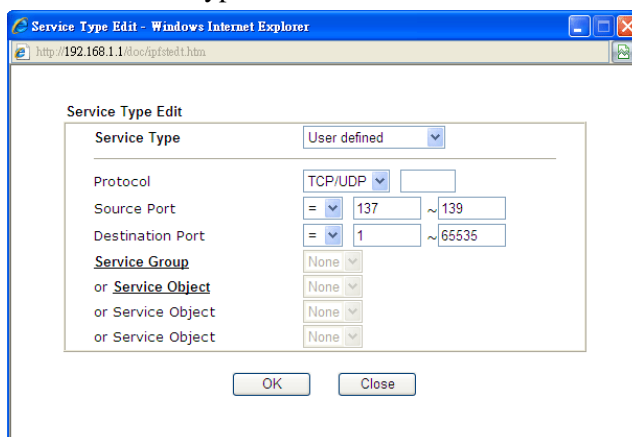 Service Type Edit - Windows Internet Explorer
http://192.168.1.1/doc/ipfstedt.htm
Service Type Edit
Service Type User defined
Protocol TCP/UDP
Source Port = 137 ~ 139
Destination Port = 1 ~ 65535
Service Group None
or Service Object None
or Service Object None
or Service Object None
OK Close